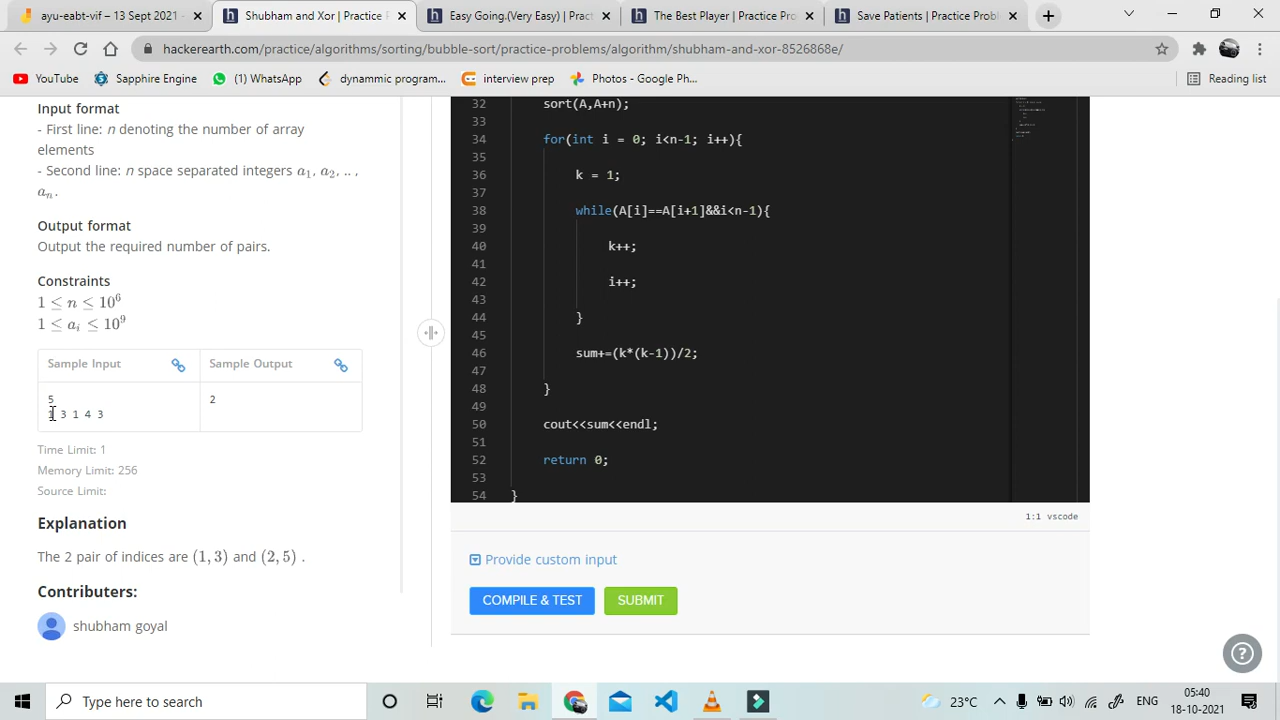 ayushi-dixit - vf 15 oct 2021 -
Shubham and Xor | Practice P
Easy Going.(Very Easy) | Practic
The Best Player | Practice Prob
Save Patients | Practice Proble
hackerearth.com/practice/algorithms/sorting/bubble-sort/practice-problems/algorithm/shubham-and-xor-8526868e/
YouTube
Sapphire Engine
(1) WhatsApp
dynammic program...
interview prep
Photos - Google Ph...
Reading list
Input format
- First line: n denoting the number of array
elements
- Second line: n space separated integers a1, a2, .. ,
an.
Output format
Output the required number of pairs.
Constraints
1 ≤ n ≤ 10^6
1 ≤ ai ≤ 10^9
Sample Input
Sample Output
5
1 3 1 4 3
2
Time Limit: 1
Memory Limit: 256
Source Limit:
Explanation
The 2 pair of indices are (1, 3) and (2, 5) .
Contributers:
shubham goyal
32 sort(A,A+n);
33
34 for(int i = 0; i<n-1; i++){
35
36 k = 1;
37
38 while(A[i]==A[i+1]&&i<n-1){
39
40 k++;
41
42 i++;
43
44 }
45
46 sum+=(k*(k-1))/2;
47
48 }
49
50 cout<<sum<<endl;
51
52 return 0;
53
54 }
1:1 vscode
Provide custom input
COMPILE & TEST
SUBMIT
Type here to search
23°C
ENG
05:40
18-10-2021